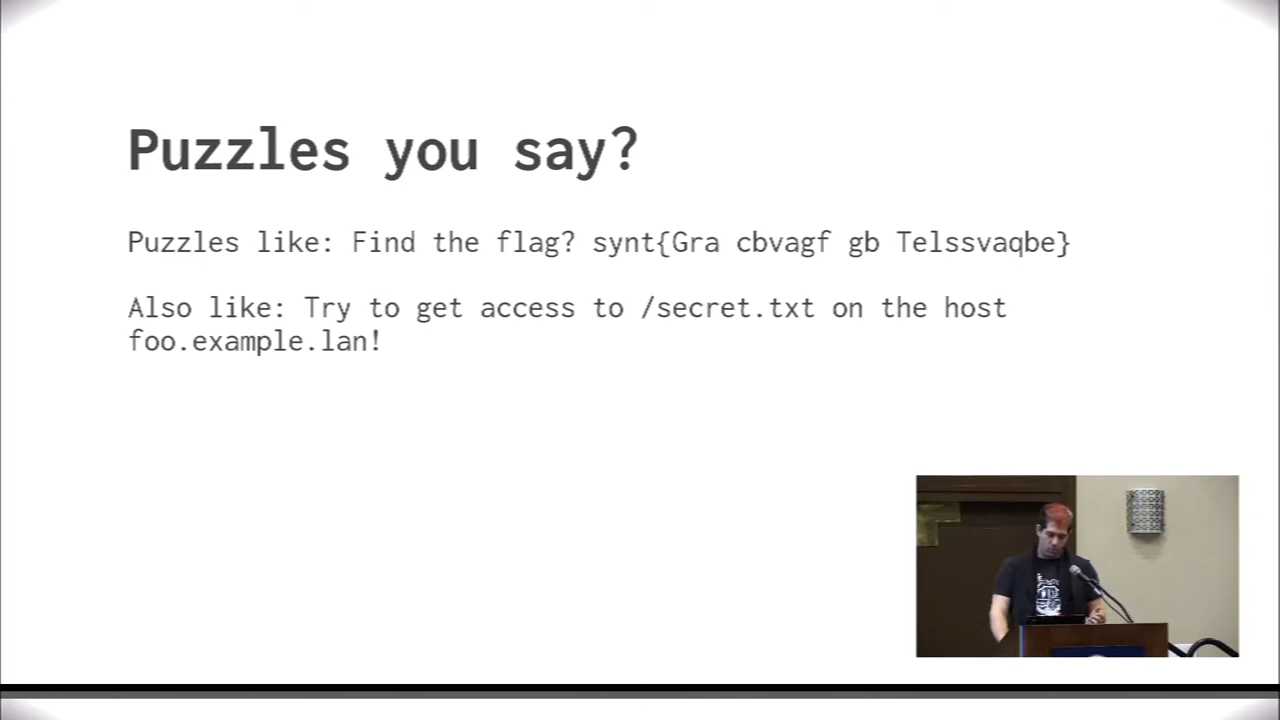 Puzzles you say?
Puzzles like: Find the flag? synt{Gra cbvagf gb Telssvaqbe}
Also like: Try to get access to /secret.txt on the host
foo.example.lan!